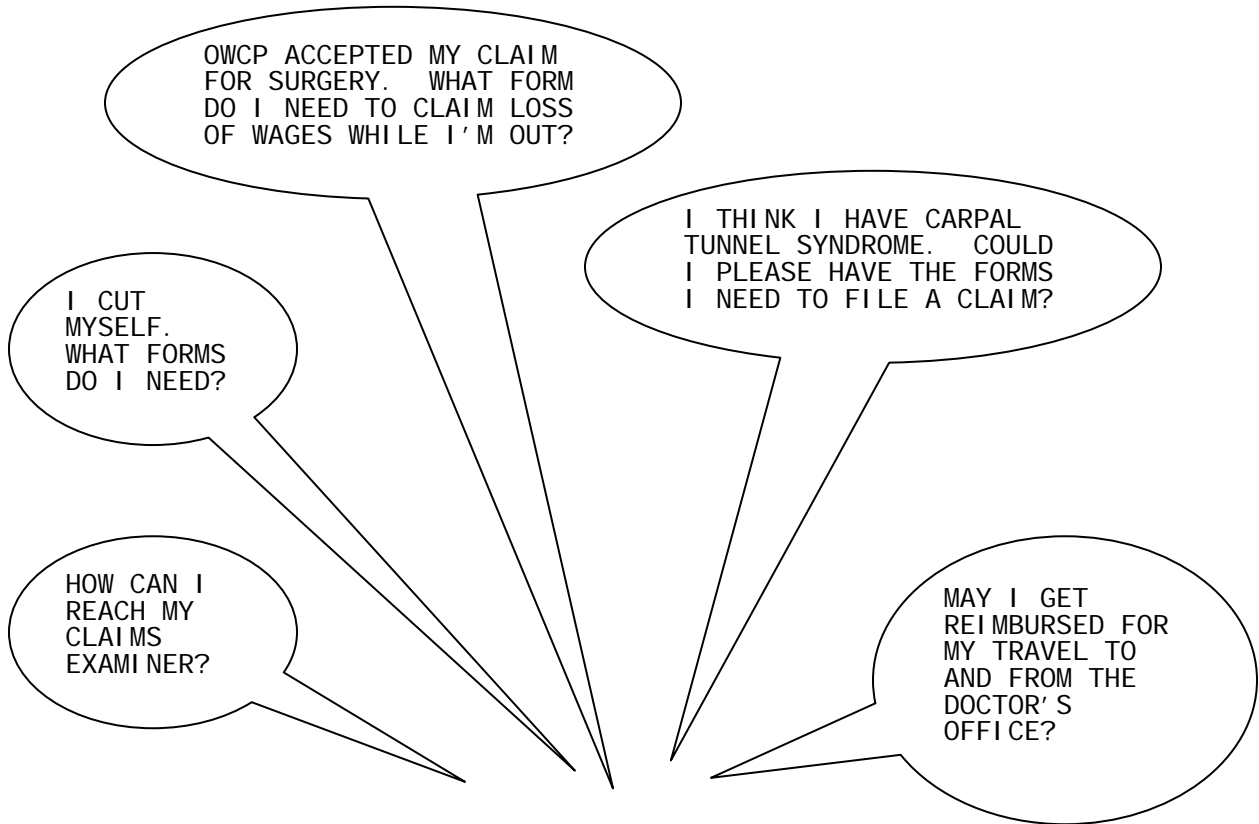 OWCP ACCEPTED MY CLAIM
FOR SURGERY. WHAT FORM
DO I NEED TO CLAIM LOSS
OF WAGES WHILE I'M OUT?
I THINK I HAVE CARPAL
TUNNEL SYNDROME. COULD
I PLEASE HAVE THE FORMS
I NEED TO FILE A CLAIM?
I CUT
MYSELF.
WHAT FORMS
DO I NEED?
HOW CAN I
REACH MY
CLAIMS
EXAMINER?
MAY I GET
REIMBURSED FOR
MY TRAVEL TO
AND FROM THE
DOCTOR'S
OFFICE?